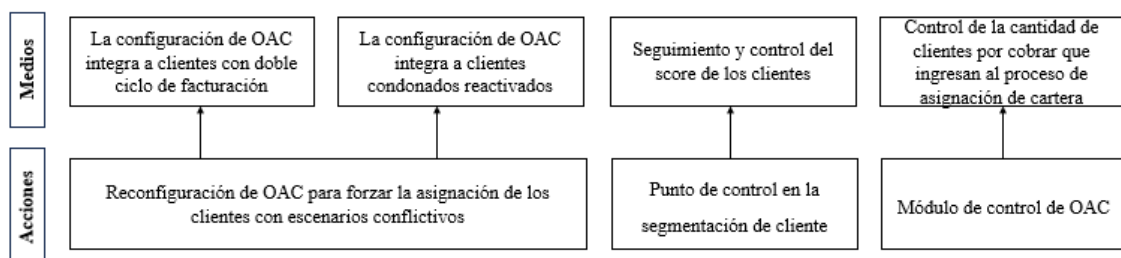 Medios
La configuración de OAC
integra a clientes con doble
ciclo de facturación
La configuración de OAC
integra a clientes
condonados reactivados
Seguimiento y control del
score de los clientes
Control de la cantidad de
clientes por cobrar que
ingresan al proceso de
asignación de cartera
Acciones
Reconfiguración de OAC para forzar la asignación de los
clientes con escenarios conflictivos
Punto de control en la
segmentación de cliente
Módulo de control de OAC